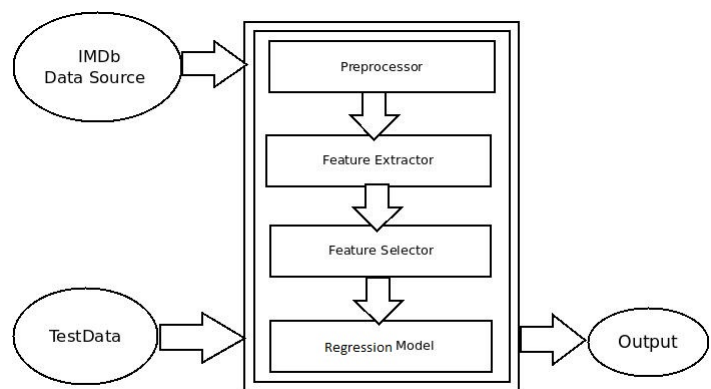 IMDb
Data Source
Preprocessor
Feature Extractor
Feature Selector
TestData
Regression Model
Output